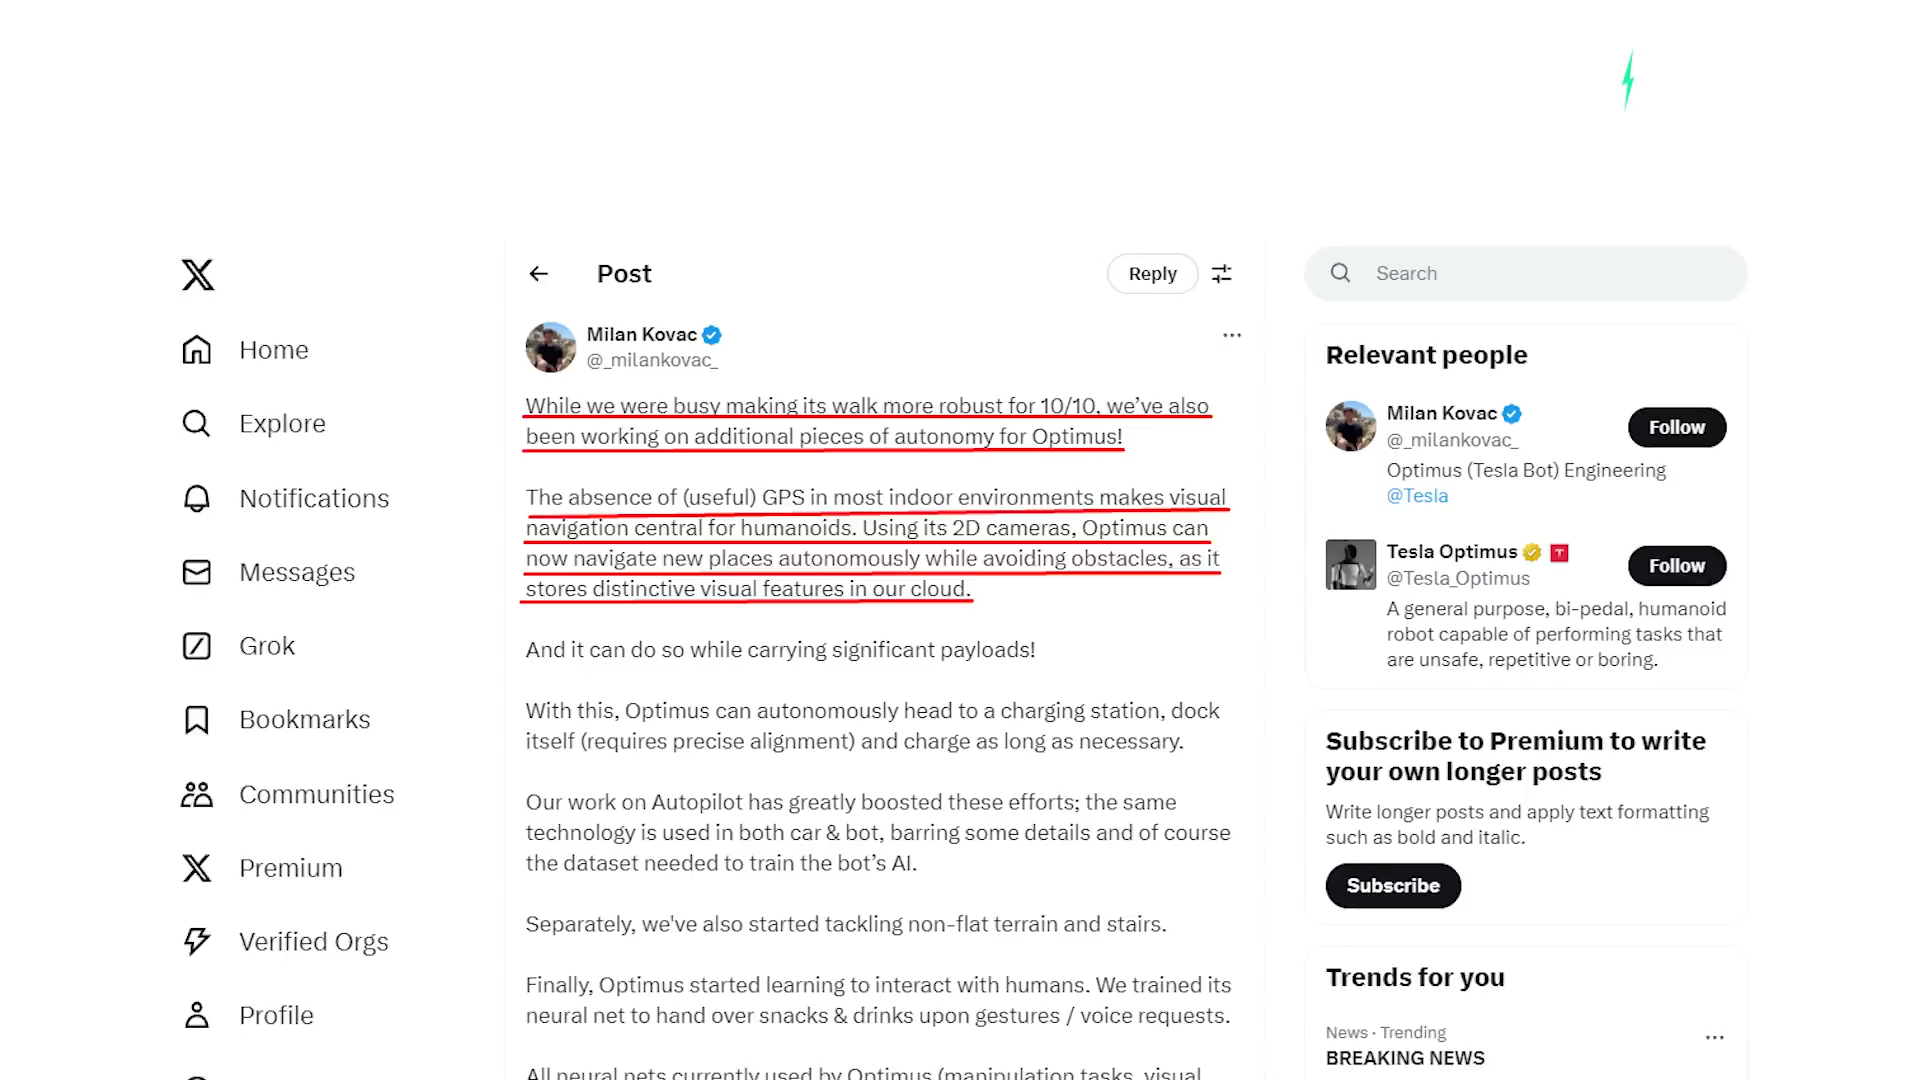 Home
Explore
Notifications
Messages
Grok
Bookmarks
Communities
Premium
Verified Orgs
Profile
Post
Reply
Milan Kovac
@_milankovac_
While we were busy making its walk more robust for 10/10, we’ve also
been working on additional pieces of autonomy for Optimus!
The absence of (useful) GPS in most indoor environments makes visual
navigation central for humanoids. Using its 2D cameras, Optimus can
now navigate new places autonomously while avoiding obstacles, as it
stores distinctive visual features in our cloud.
And it can do so while carrying significant payloads!
With this, Optimus can autonomously head to a charging station, dock
itself (requires precise alignment) and charge as long as necessary.
Our work on Autopilot has greatly boosted these efforts; the same
technology is used in both car & bot, barring some details and of course
the dataset needed to train the bot’s AI.
Separately, we've also started tackling non-flat terrain and stairs.
Finally, Optimus started learning to interact with humans. We trained its
neural net to hand over snacks & drinks upon gestures / voice requests.
All neural nets currently used by Optimus (manipulation tasks, visual
Search
Relevant people
Milan Kovac
@_milankovac_
Follow
Optimus (Tesla Bot) Engineering
@Tesla
Tesla Optimus
@Tesla_Optimus
Follow
A general purpose, bi-pedal, humanoid
robot capable of performing tasks that
are unsafe, repetitive or boring.
Subscribe to Premium to write
your own longer posts
Write longer posts and apply text formatting
such as bold and italic.
Subscribe
Trends for you
News · Trending
BREAKING NEWS